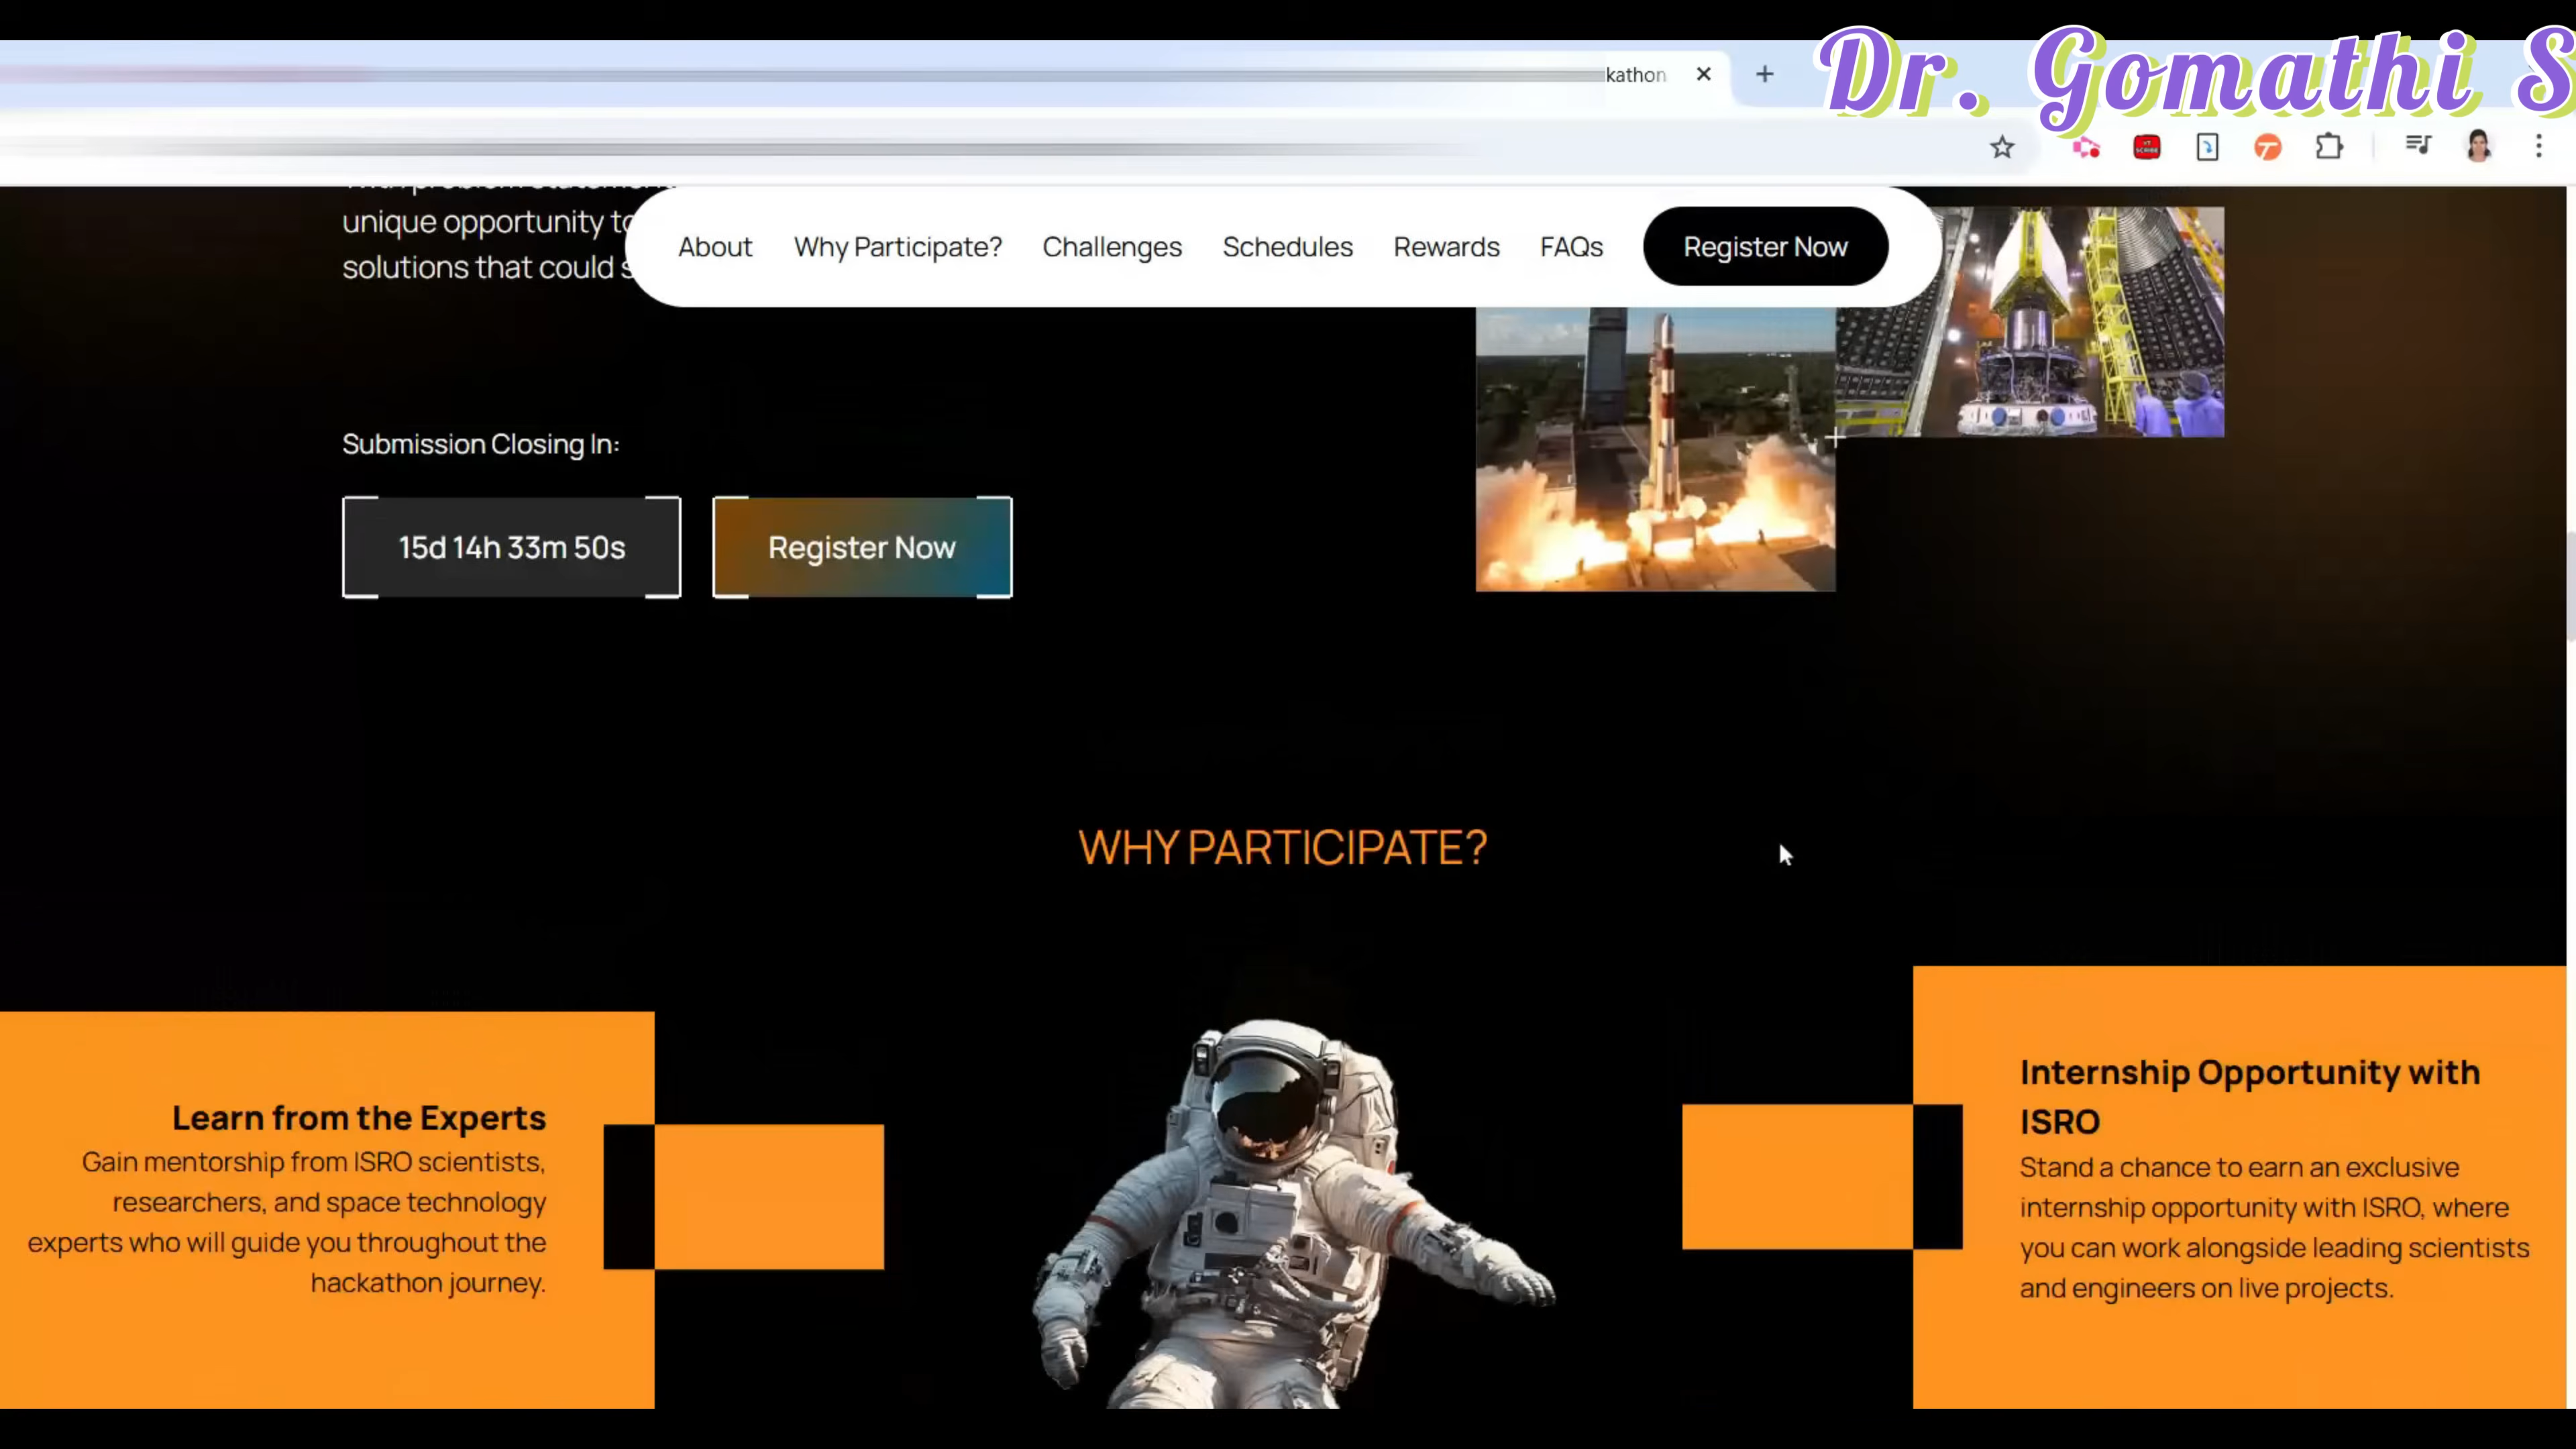 Dr. Gomathi S
kathon
unique opportunity to
solutions that could s
About
Why Participate?
Challenges
Schedules
Rewards
FAQs
Register Now
Submission Closing In:
15d 14h 33m 50s
Register Now
WHY PARTICIPATE?
Learn from the Experts
Gain mentorship from ISRO scientists,
researchers, and space technology
experts who will guide you throughout the
hackathon journey.
Internship Opportunity with
ISRO
Stand a chance to earn an exclusive
internship opportunity with ISRO, where
you can work alongside leading scientists
and engineers on live projects.